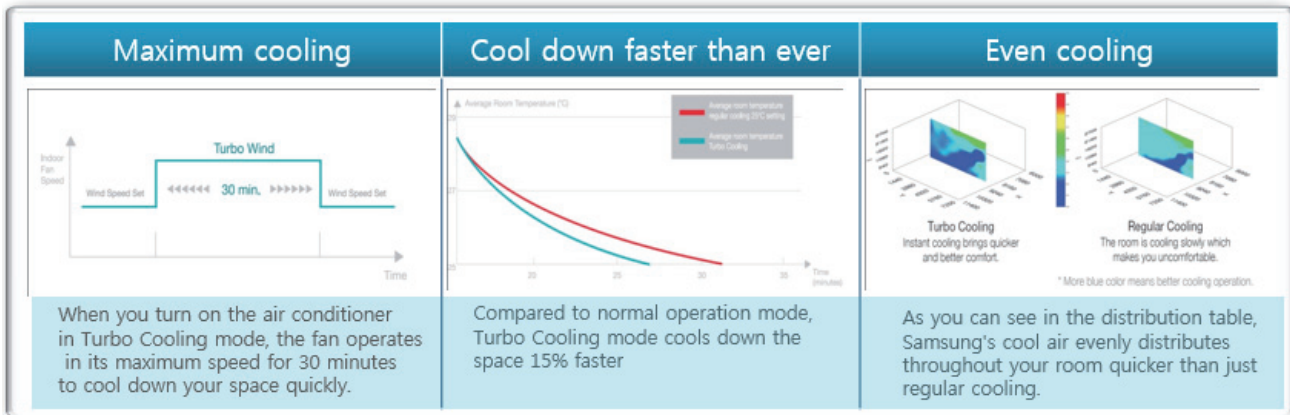 Maximum cooling
Cool down faster than ever
Even cooling
Turbo Wind
Indoor
Fan
Speed
Wind Speed Set
30 min.
Wind Speed Set
Time
Average Room Temperature (°C)
29
27
25
20
25
30
35
Time
(minutes)
Average room temperature
regular cooling 25°C setting
Average room temperature
Turbo Cooling
Turbo Cooling
Instant cooling brings quicker
and better comfort.
Regular Cooling
The room is cooling slowly which
makes you uncomfortable.
* More blue color means better cooling operation.
When you turn on the air conditioner
in Turbo Cooling mode, the fan operates
in its maximum speed for 30 minutes
to cool down your space quickly.
Compared to normal operation mode,
Turbo Cooling mode cools down the
space 15% faster
As you can see in the distribution table,
Samsung's cool air evenly distributes
throughout your room quicker than just
regular cooling.